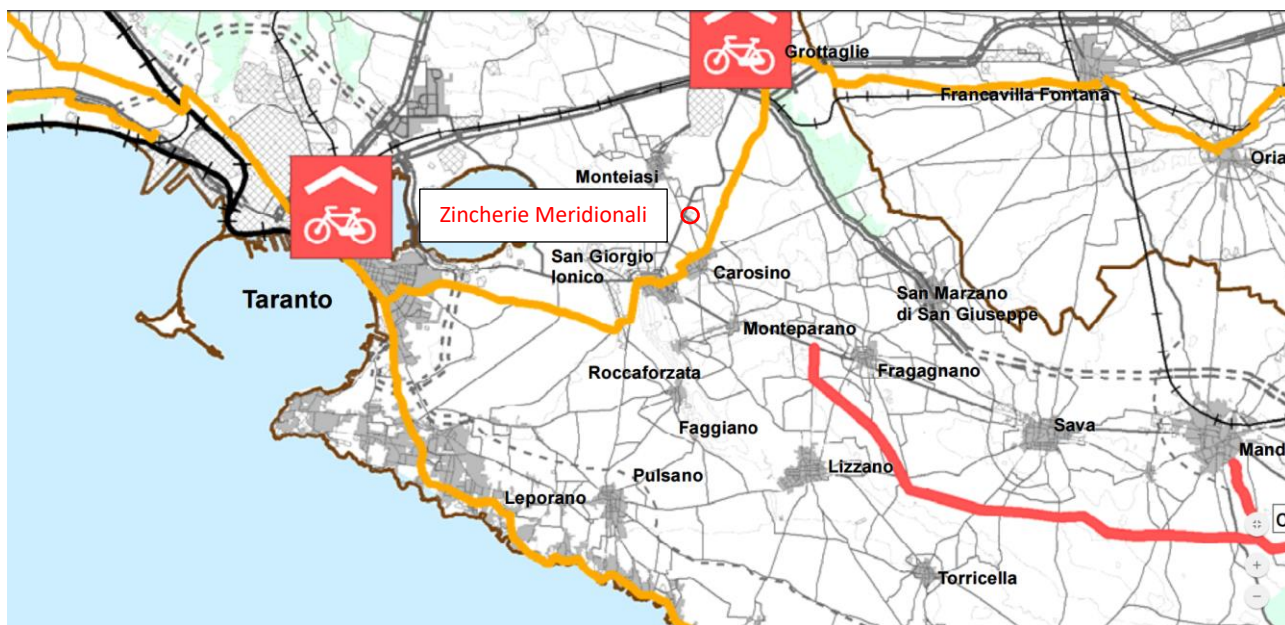 Grottaglie
Francavilla Fontana
Oria
Monteiasi
Zincherie Meridionali
San Giorgio
Ionico
Carosino
Taranto
San Marzano
di San Giuseppe
Monteparano
Roccaforzata
Fragagnano
Faggiano
Sava
Mand
Lizzano
Pulsano
Leporano
C
Torricella